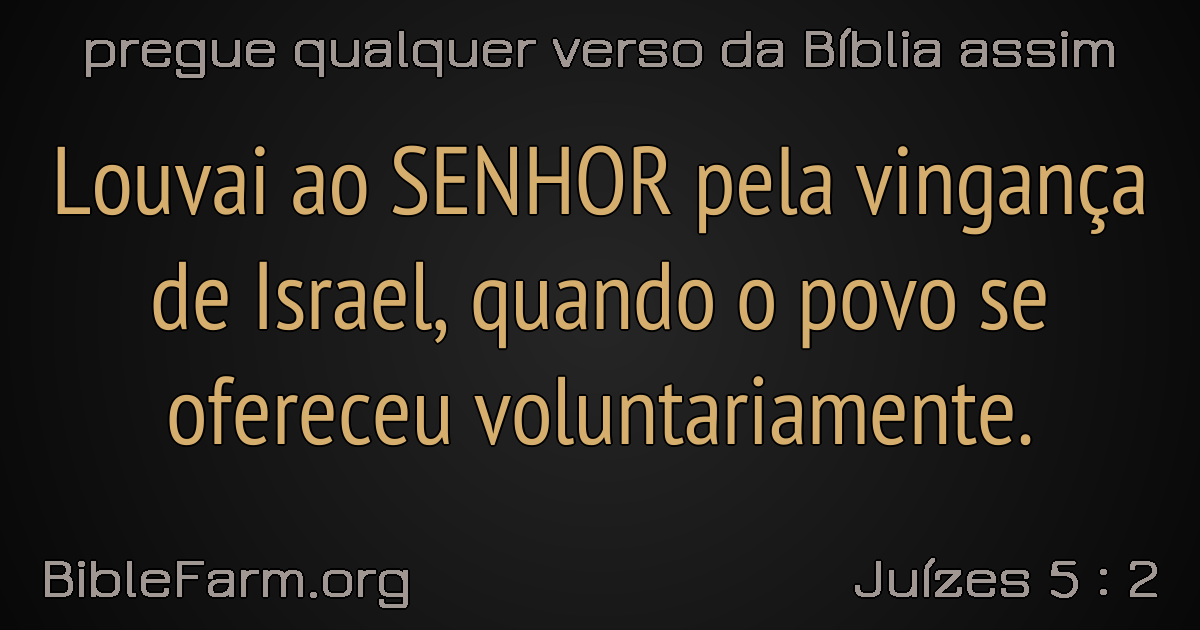 pregue qualquer verso da Bíblia assim
Louvai ao SENHOR pela vingança
de Israel, quando o povo se
ofereceu voluntariamente.
BibleFarm.org
Juízes 5 : 2